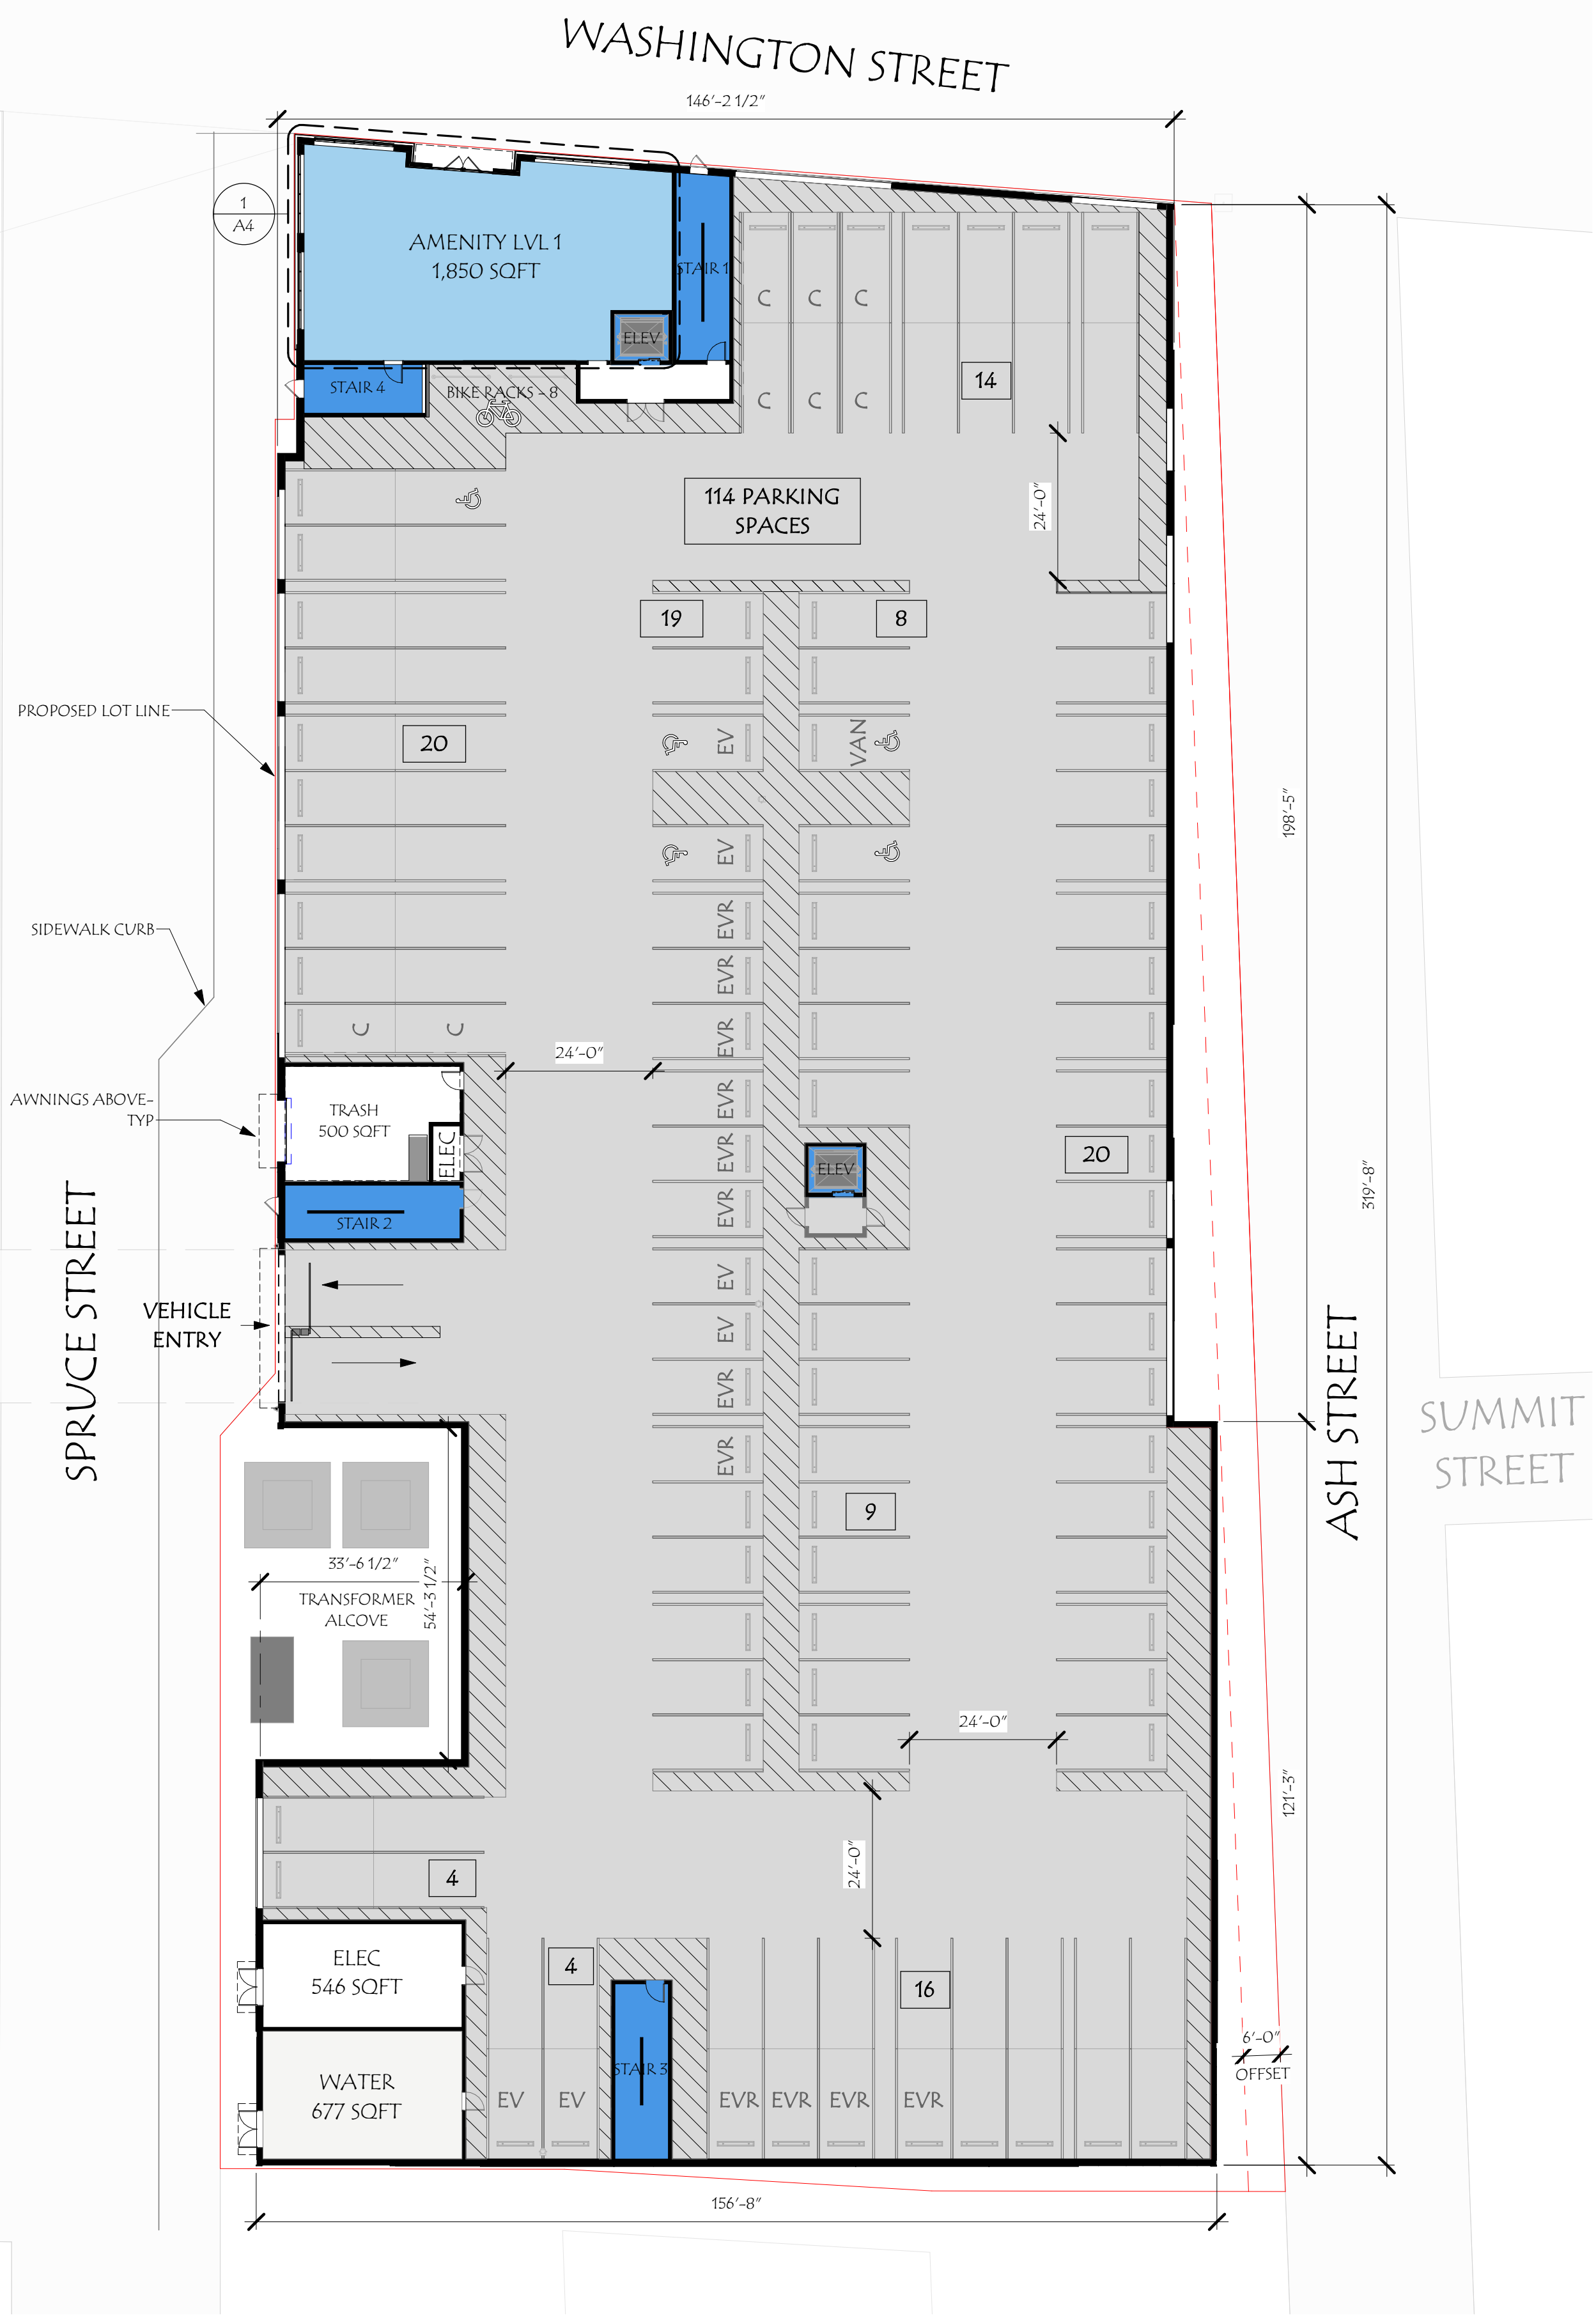 WASHINGTON STREET
146'-2 1/2"
1
A4
AMENITY LVL 1
1,850 SQFT
STAIR 1
ELEV
STAIR 4
BIKE RACKS - 8
C C C
14
C C C
114 PARKING
SPACES
24'-0"
19
8
PROPOSED LOT LINE
20
EV
VAN
EV
198'-5"
SIDEWALK CURB
EVR
EVR
C C
EVR
24'-0"
AWNINGS ABOVE-
TYP
TRASH
500 SQFT
ELEC
EVR
EVR
EVR
ELEV
20
319'-8"
STAIR 2
SPRUCE STREET
VEHICLE
ENTRY
EV
EV
EVR
EVR
ASH STREET
SUMMIT
STREET
9
33'-6 1/2"
54'-3 1/2"
TRANSFORMER
ALCOVE
24'-0"
121'-3"
24'-0"
4
ELEC
546 SQFT
4
16
6'-0"
OFFSET
STAIR 3
WATER
677 SQFT
EV EV
EVR EVR EVR EVR
156'-8"